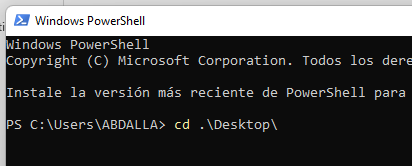 Windows PowerShell
Windows PowerShell
Copyright (C) Microsoft Corporation. Todos los dere
Instale la versión más reciente de PowerShell para
PS C:\Users\ABDALLA> cd .\Desktop\